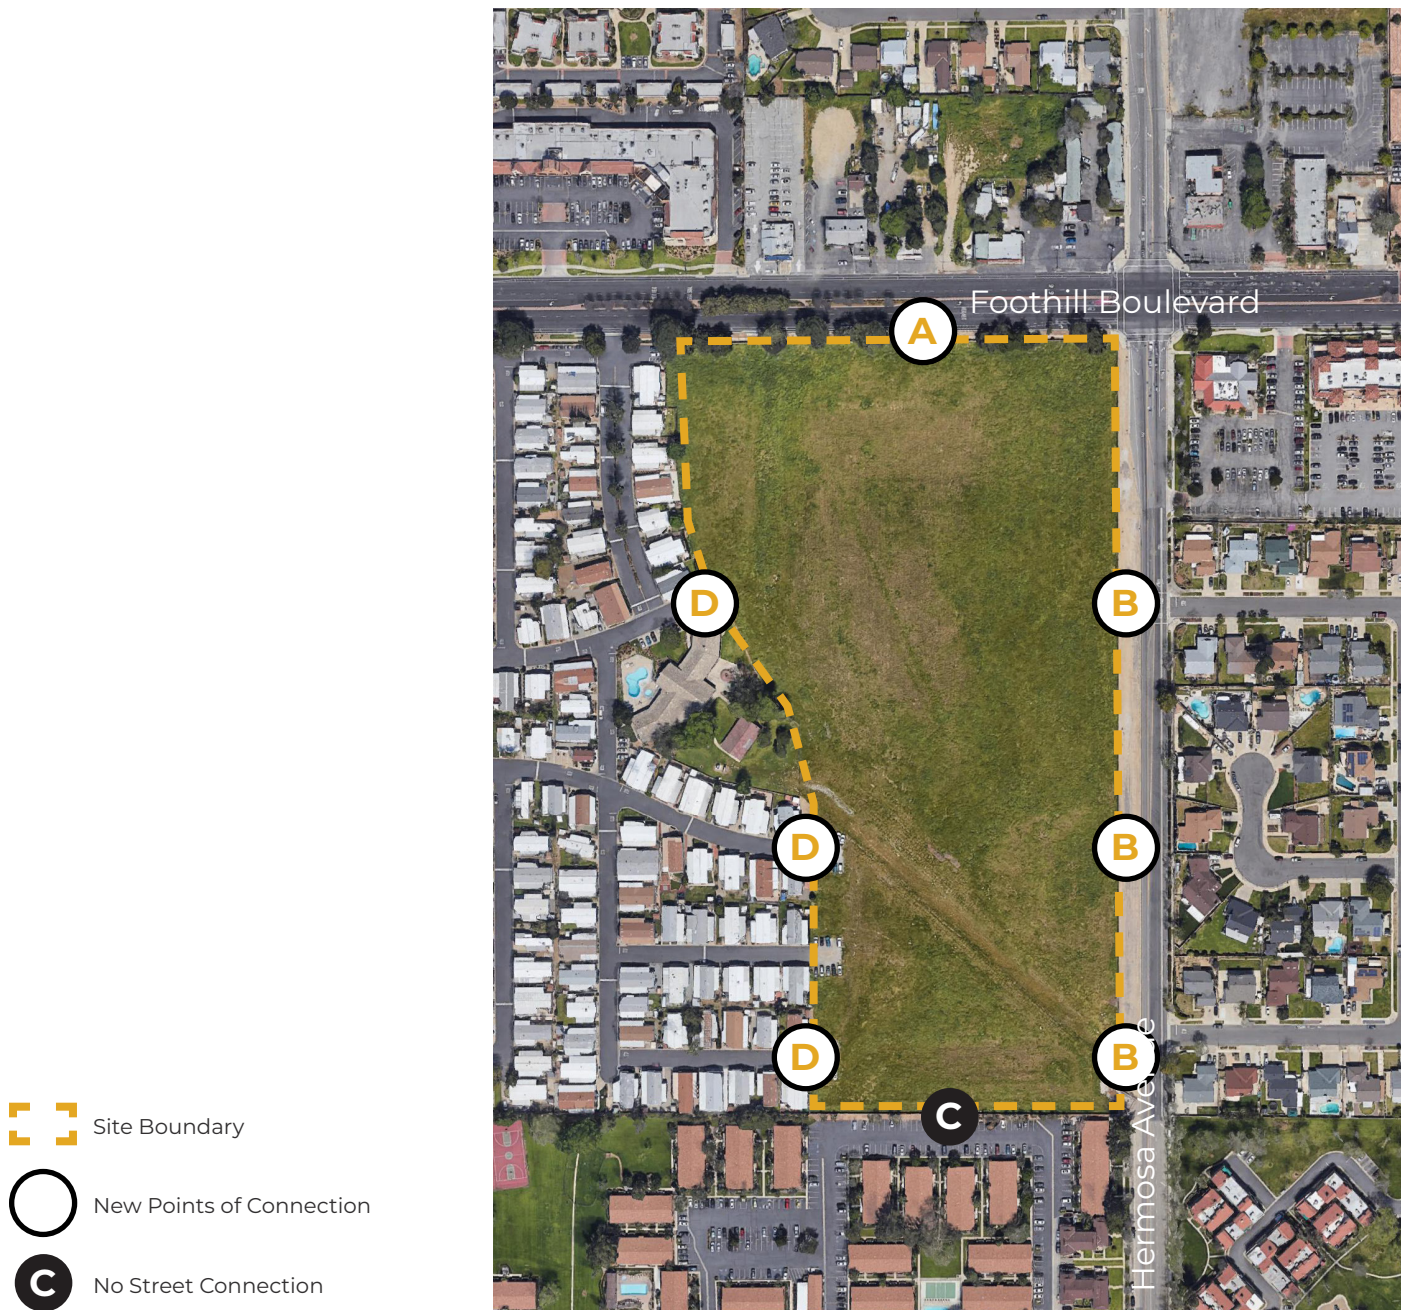 Foothill Boulevard
A
D
B
D
B
D
B
C
Hermosa Avenue
Site Boundary
New Points of Connection
C
No Street Connection